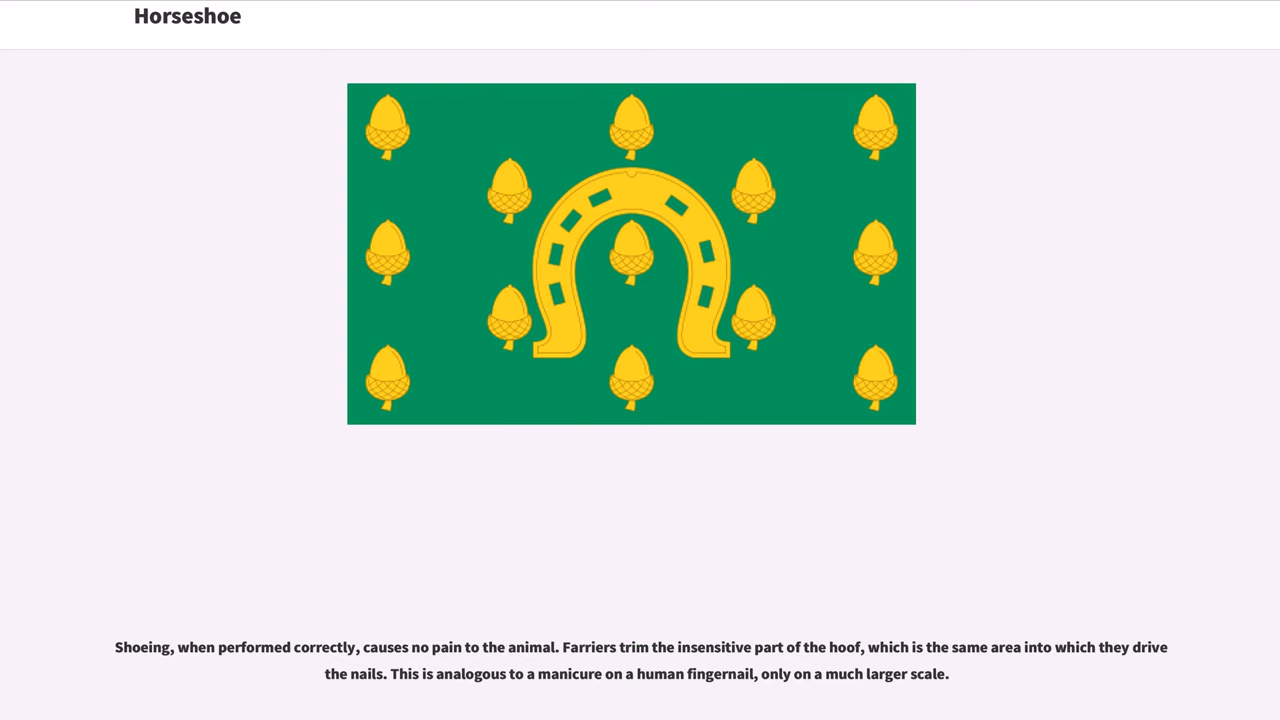 Horseshoe
Shoeing, when performed correctly, causes no pain to the animal. Farriers trim the insensitive part of the hoof, which is the same area into which they drive
the nails. This is analogous to a manicure on a human fingernail, only on a much larger scale.